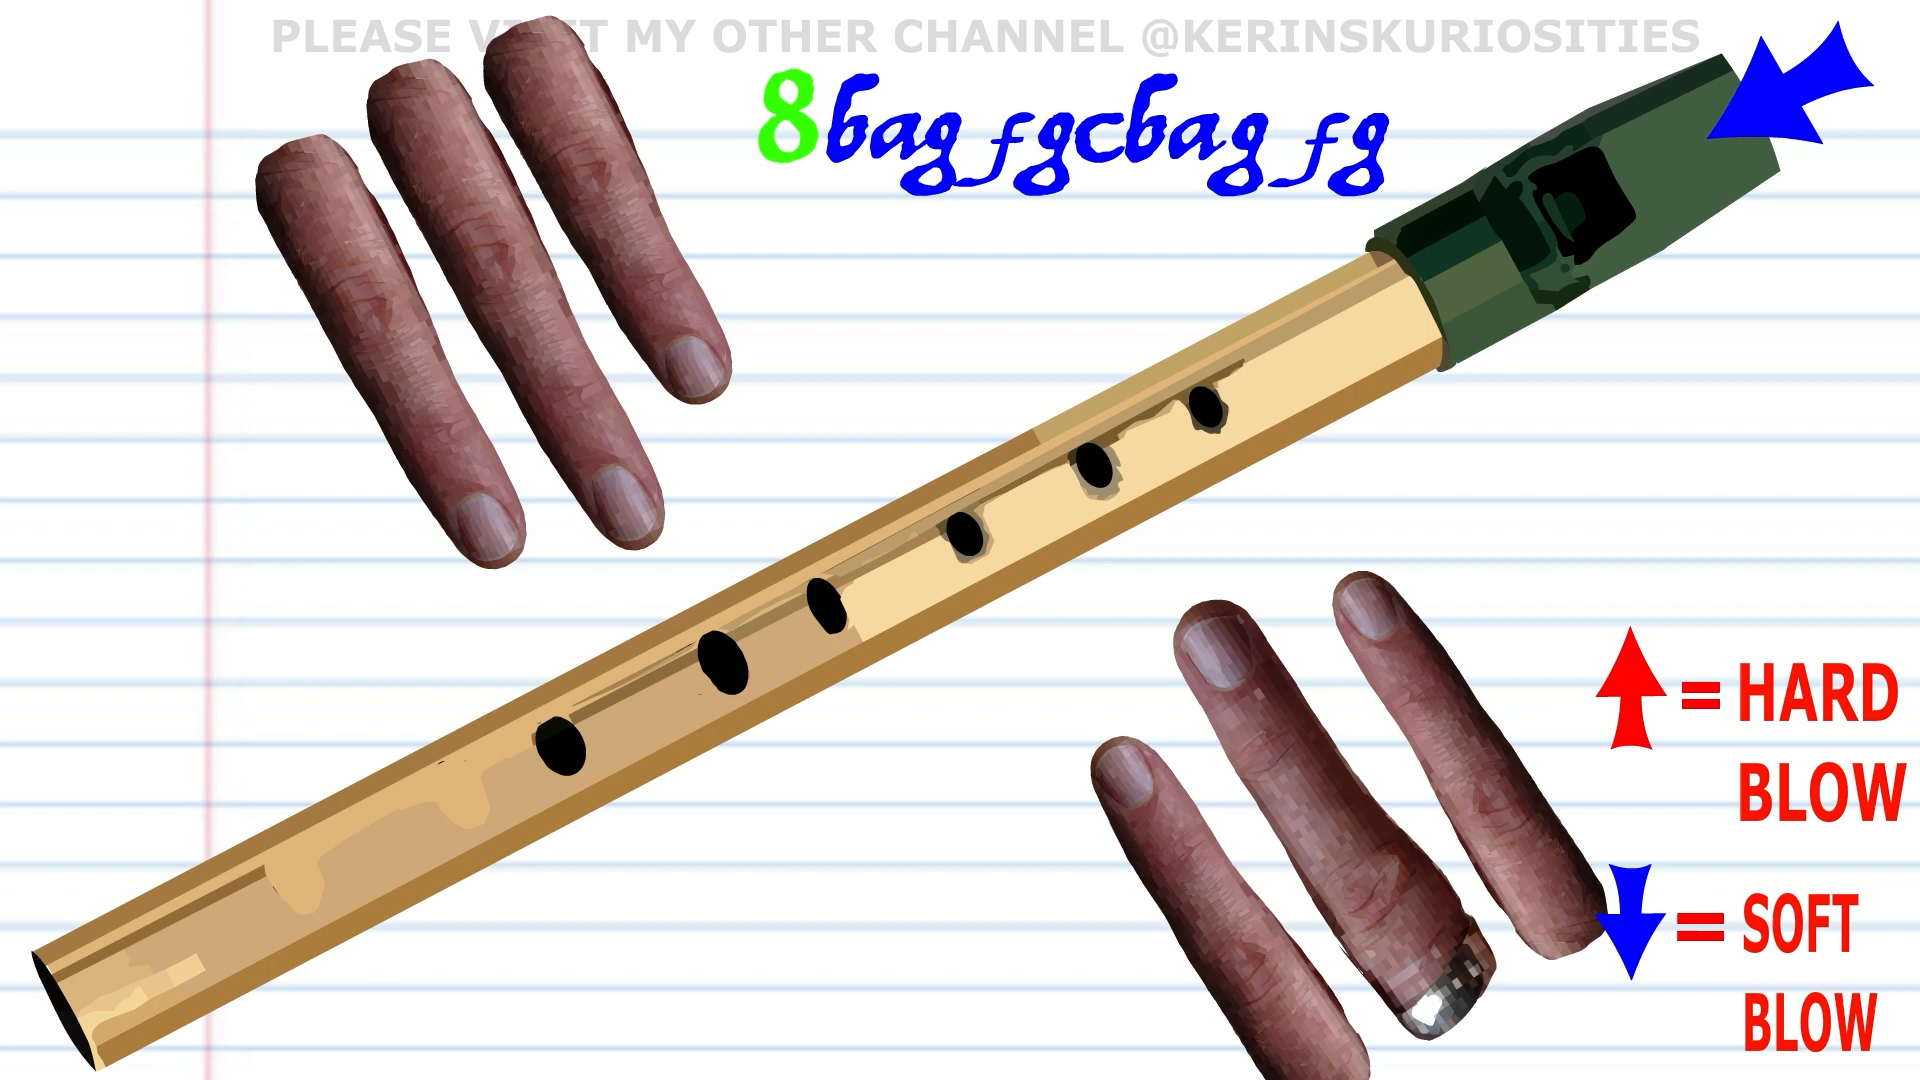 PLEASE VISIT MY OTHER CHANNEL @KERINSKURIOSITIES
8bag fgcbag fg
= HARD
BLOW
= SOFT
BLOW